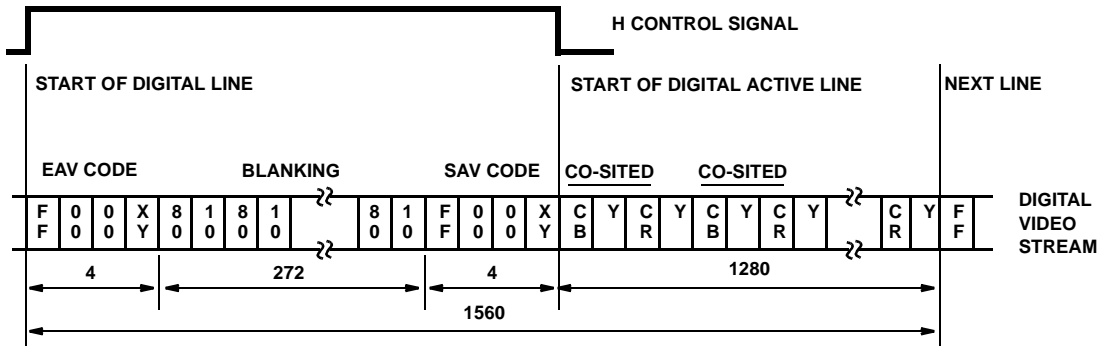 H CONTROL SIGNAL
START OF DIGITAL LINE
START OF DIGITAL ACTIVE LINE
NEXT LINE
EAV CODE
BLANKING
SAV CODE
CO-SITED
CO-SITED
F 0 0 X 8 1 8 1 8 1 F 0 0 X C Y C Y C Y C Y C Y F
F 0 0 Y 0 0 0 0 0 0 F 0 0 Y B R B R R F
DIGITAL
VIDEO
STREAM
4
272
4
1280
1560